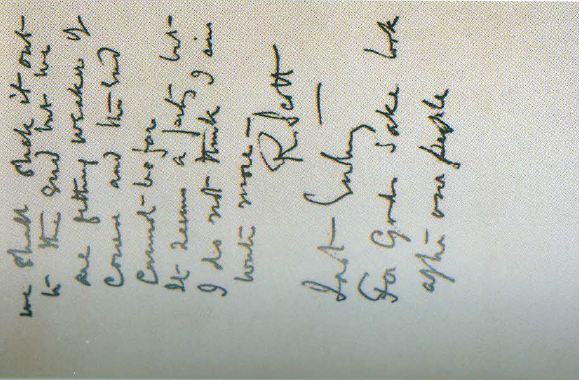 we shall stick it out
to the end but we
are getting weaker of
course and the end
cannot be far
It seems a pity but
I do not think I can
write more –
R. Scott
Last Entry –
For Gods sake look
after our people